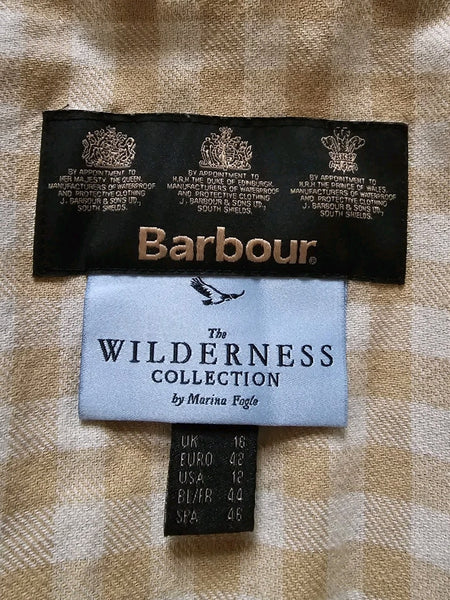 BY APPOINTMENT TO
HER MAJESTY THE QUEEN
MANUFACTURERS OF WATERPROOF
AND PROTECTIVE CLOTHING
J. BARBOUR & SONS LTD,
SOUTH SHIELDS.
BY APPOINTMENT TO
H.R.H. THE DUKE OF EDINBURGH,
MANUFACTURERS OF WATERPROOF
AND PROTECTIVE CLOTHING
J. BARBOUR & SONS LTD,
SOUTH SHIELDS.
BY APPOINTMENT TO
H.R.H. THE PRINCE OF WALES,
MANUFACTURERS OF WATERPROOF
AND PROTECTIVE CLOTHING
J. BARBOUR & SONS LTD,
SOUTH SHIELDS.
Barbour®
The
WILDERNESS
COLLECTION
by Marina Fogle
UK 16
EURO 42
USA 12
BL/FR 44
SPA 46